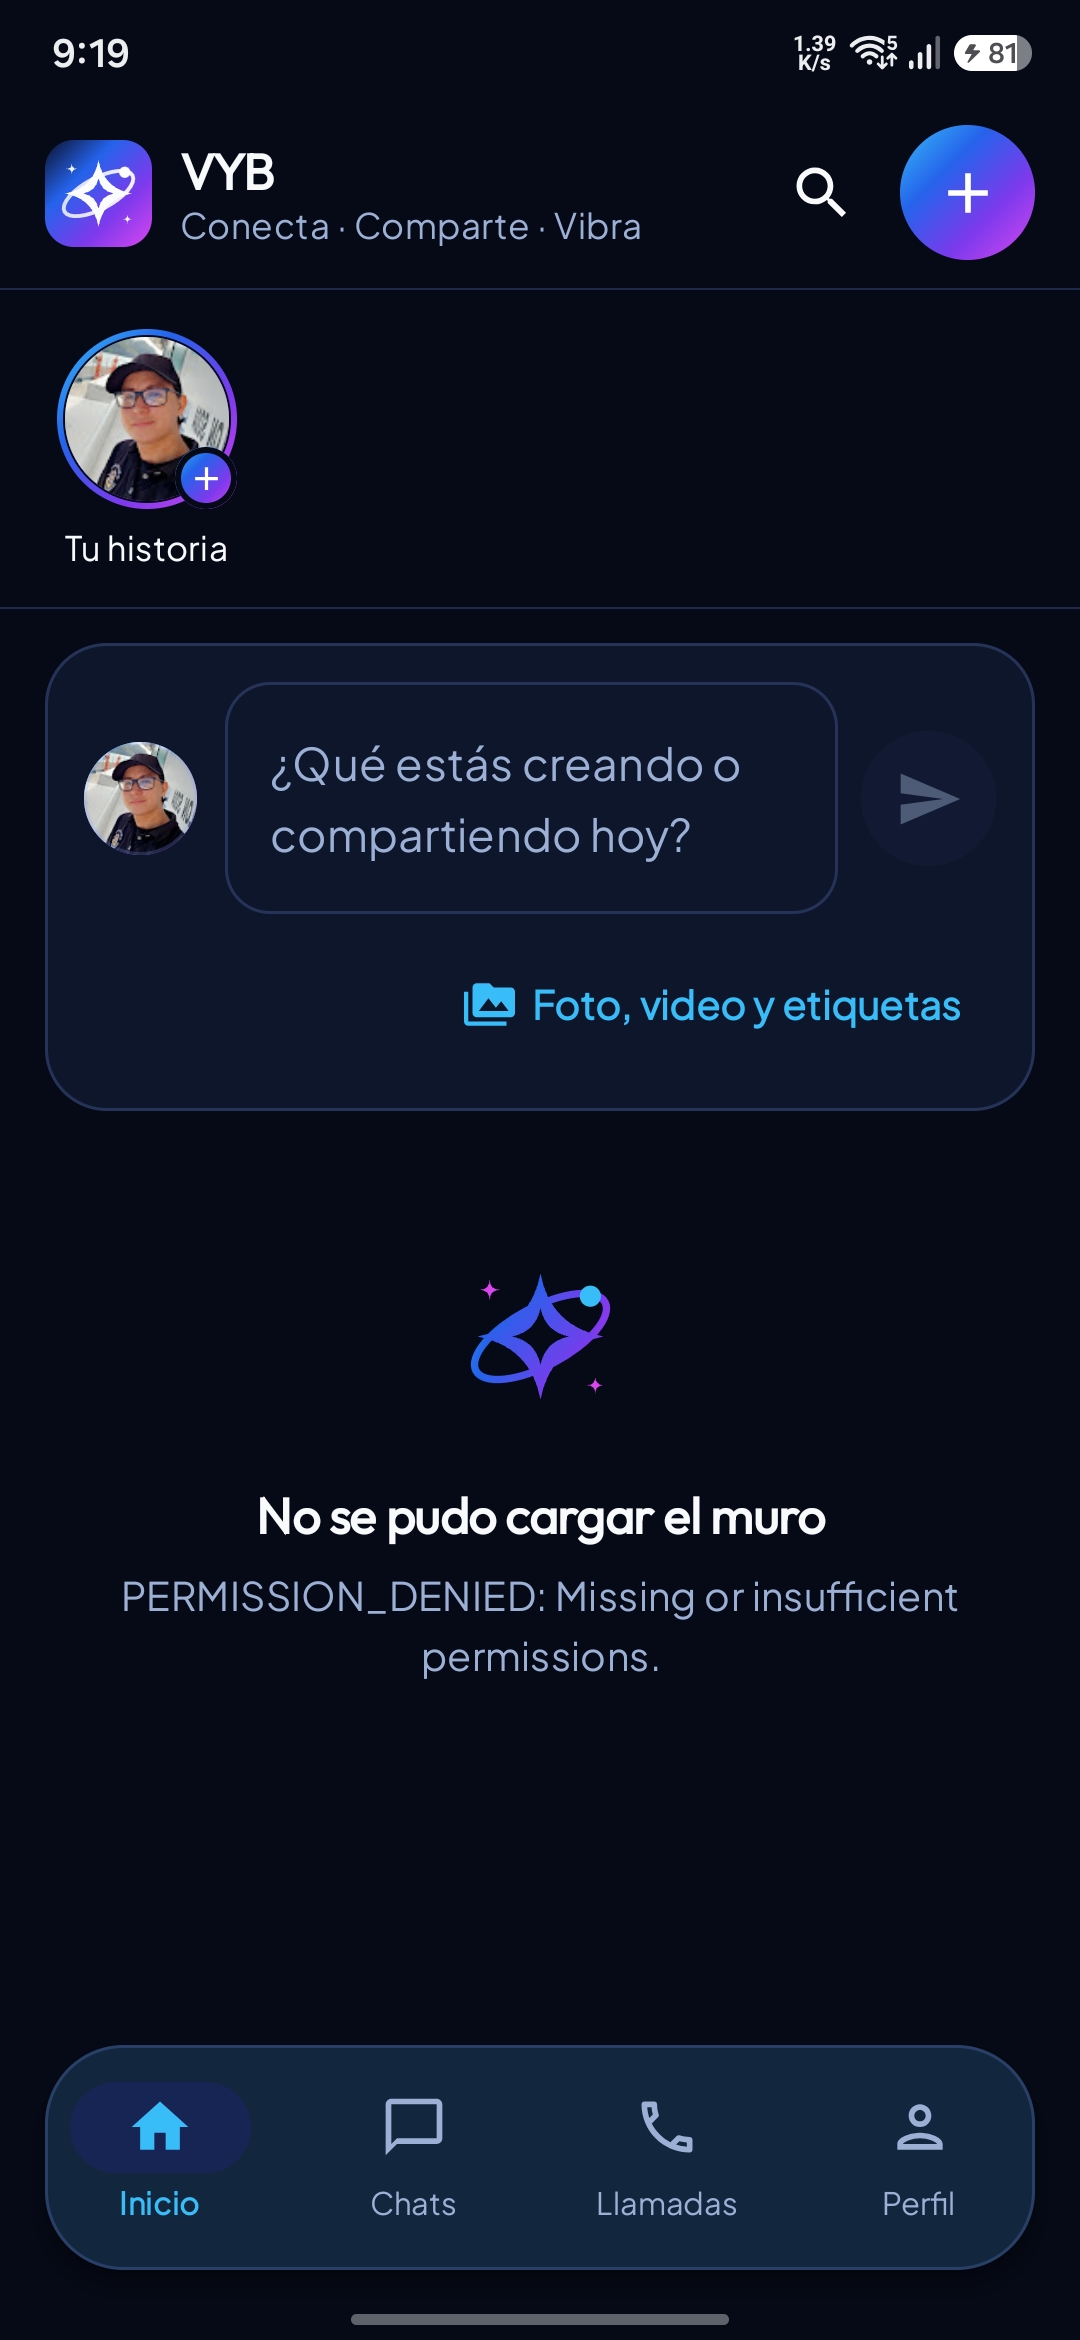 9:19
1.39
K/s
5
81
VYB
Conecta · Comparte · Vibra
Tu historia
¿Qué estás creando o
compartiendo hoy?
Foto, video y etiquetas
No se pudo cargar el muro
PERMISSION_DENIED: Missing or insufficient
permissions.
Inicio
Chats
Llamadas
Perfil